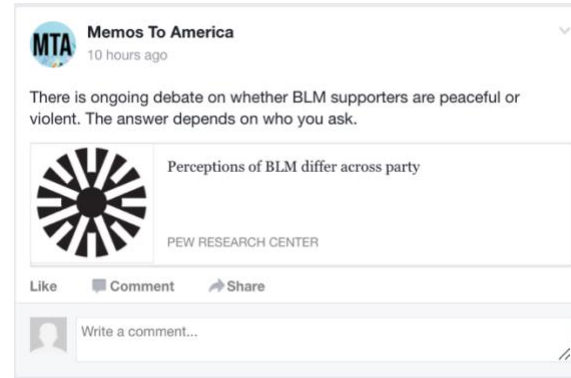 MTA
Memos To America
10 hours ago
There is ongoing debate on whether BLM supporters are peaceful or
violent. The answer depends on who you ask.
Perceptions of BLM differ across party
PEW RESEARCH CENTER
Like Comment Share
Write a comment...